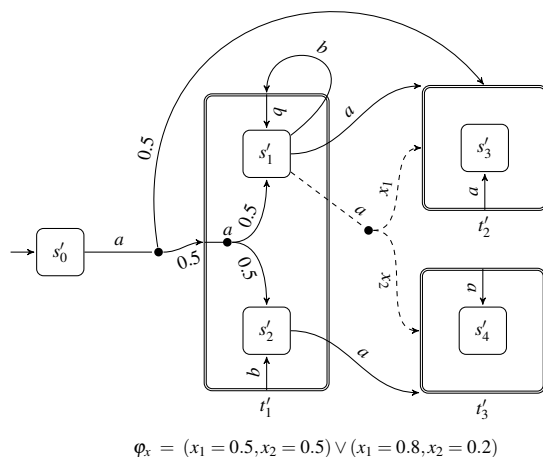 b
a
b
0.5
s′₁
a
s′₃
x₁
0.5
a
a
a
t′₂
s′₀
a
0.5
0.5
x₂
a
s′₂
a
s′₄
b
t′₁
t′₃
φₓ = (x₁ = 0.5, x₂ = 0.5) ∨ (x₁ = 0.8, x₂ = 0.2)